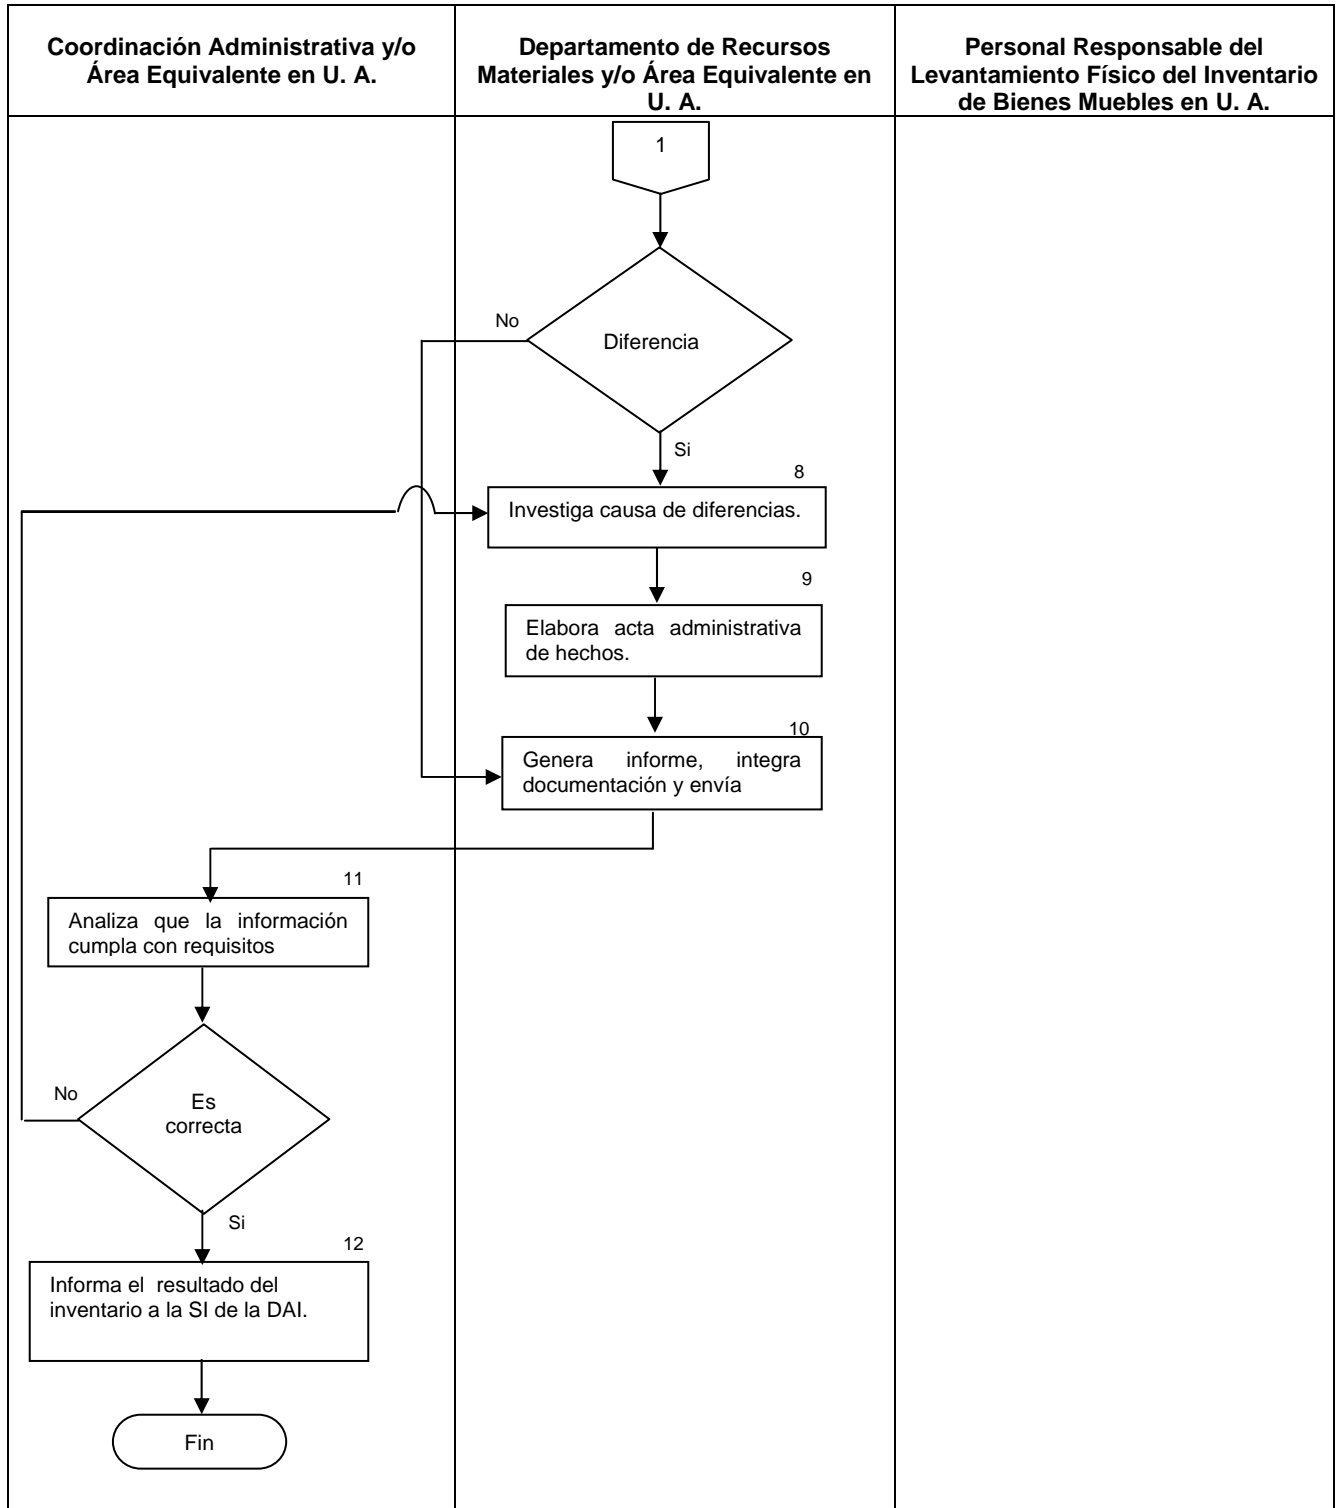 Coordinación Administrativa y/o
Área Equivalente en U. A.
Departamento de Recursos
Materiales y/o Área Equivalente en
U. A.
Personal Responsable del
Levantamiento Físico del Inventario
de Bienes Muebles en U. A.
1
Diferencia
No
Si
8
Investiga causa de diferencias.
9
Elabora acta administrativa
de hechos.
10
Genera informe, integra
documentación y envía
11
Analiza que la información
cumpla con requisitos
No
Es
correcta
Si
12
Informa el resultado del
inventario a la SI de la DAI.
Fin